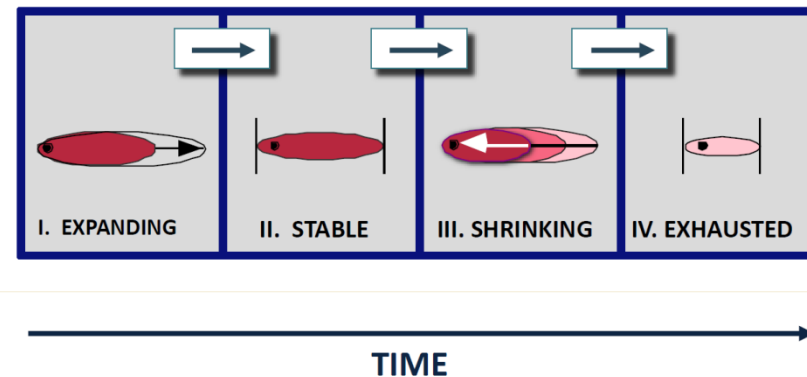 I. EXPANDING
II. STABLE
III. SHRINKING
IV. EXHAUSTED
TIME